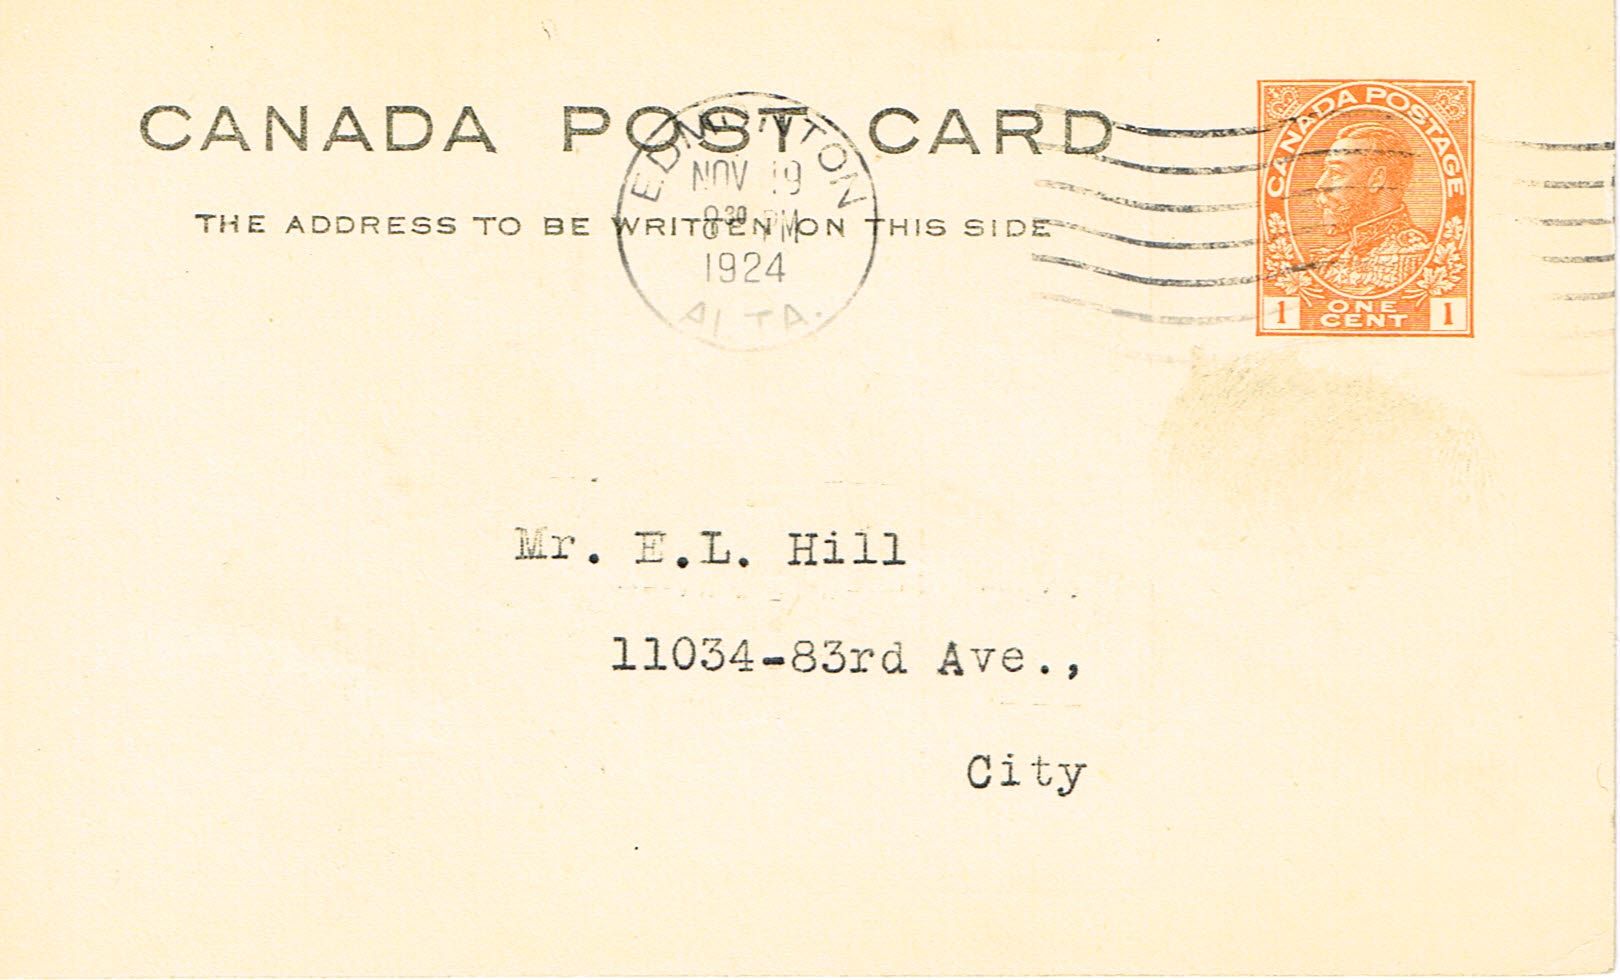 CANADA POST CARD
THE ADDRESS TO BE WRITTEN ON THIS SIDE
EDMONTON
NOV 19
30 PM
1924
ALTA.
CANADA POSTAGE
1 ONE CENT 1
Mr. E.L. Hill
11034-83rd Ave.,
City